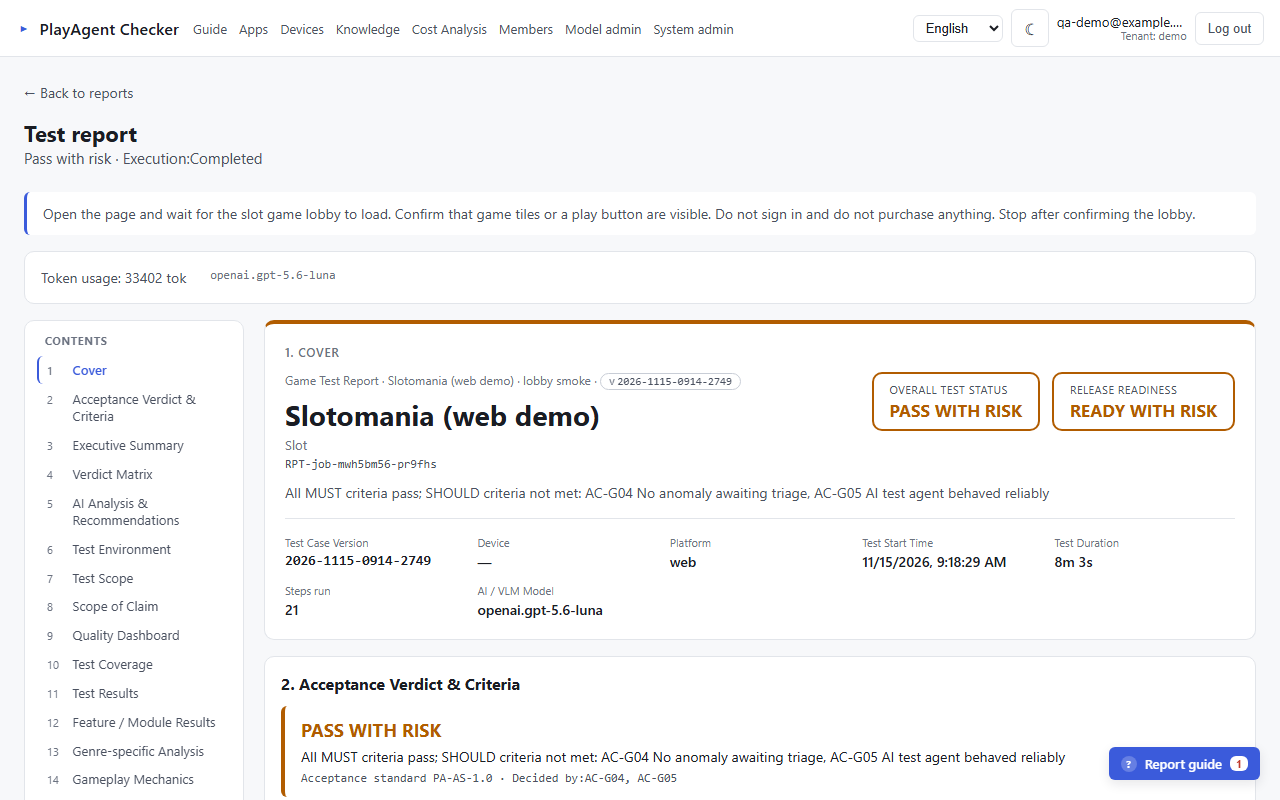 PlayAgent Checker Guide Apps Devices Knowledge Cost Analysis Members Model admin System admin English qa-demo@example.... Log out
Tenant: demo
← Back to reports
Test report
Pass with risk · Execution:Completed
Open the page and wait for the slot game lobby to load. Confirm that game tiles or a play button are visible. Do not sign in and do not purchase anything. Stop after confirming the lobby.
Token usage: 33402 tok openai.gpt-5.6-luna
CONTENTS
1 Cover
2 Acceptance Verdict &
Criteria
3 Executive Summary
4 Verdict Matrix
5 AI Analysis &
Recommendations
6 Test Environment
7 Test Scope
8 Scope of Claim
9 Quality Dashboard
10 Test Coverage
11 Test Results
12 Feature / Module Results
13 Genre-specific Analysis
14 Gameplay Mechanics
1. COVER
Game Test Report · Slotomania (web demo) · lobby smoke · v 2026-1115-0914-2749
Slotomania (web demo)
Slot
RPT-job-mwh5bm56-pr9fhs
OVERALL TEST STATUS
PASS WITH RISK
RELEASE READINESS
READY WITH RISK
All MUST criteria pass; SHOULD criteria not met: AC-G04 No anomaly awaiting triage, AC-G05 AI test agent behaved reliably
Test Case Version
2026-1115-0914-2749
Device
—
Platform
web
Test Start Time
11/15/2026, 9:18:29 AM
Test Duration
8m 3s
Steps run
21
AI / VLM Model
openai.gpt-5.6-luna
2. Acceptance Verdict & Criteria
PASS WITH RISK
All MUST criteria pass; SHOULD criteria not met: AC-G04 No anomaly awaiting triage, AC-G05 AI test agent behaved reliably
Acceptance standard PA-AS-1.0 · Decided by:AC-G04, AC-G05
? Report guide 1